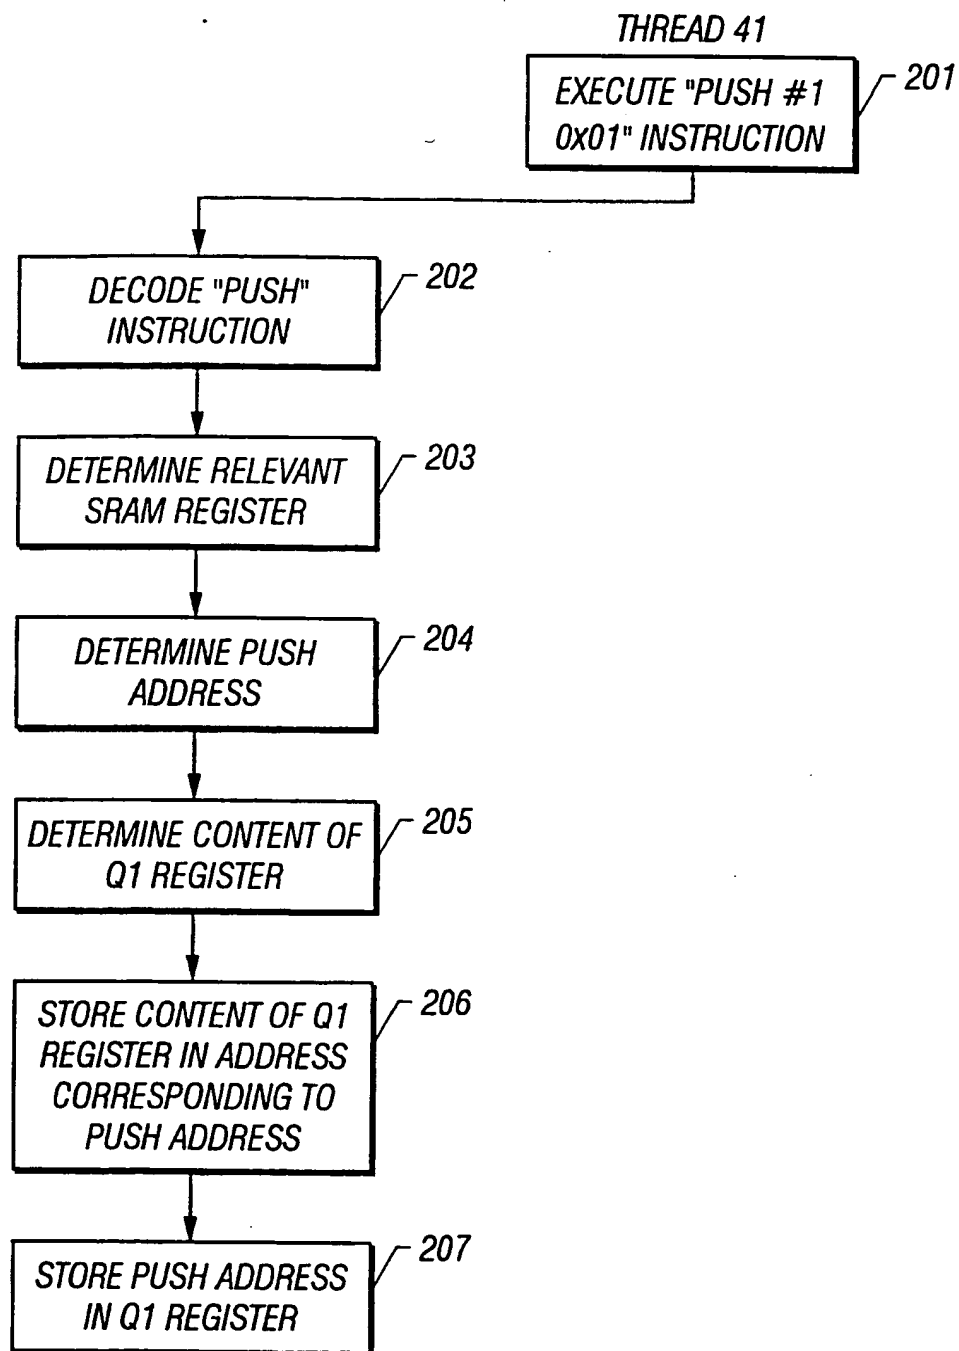 THREAD 41
EXECUTE "PUSH #1
0X01" INSTRUCTION
201
DECODE "PUSH"
INSTRUCTION
202
DETERMINE RELEVANT
SRAM REGISTER
203
DETERMINE PUSH
ADDRESS
204
DETERMINE CONTENT OF
Q1 REGISTER
205
STORE CONTENT OF Q1
REGISTER IN ADDRESS
CORRESPONDING TO
PUSH ADDRESS
206
STORE PUSH ADDRESS
IN Q1 REGISTER
207